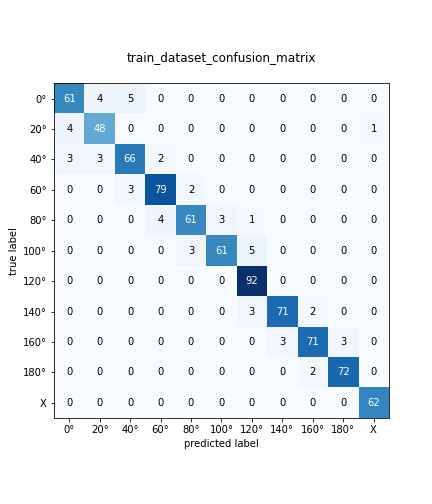 train_dataset_confusion_matrix
0° 61 4 5 0 0 0 0 0 0 0 0
20° 4 48 0 0 0 0 0 0 0 0 1
40° 3 3 66 2 0 0 0 0 0 0 0
60° 0 0 3 79 2 0 0 0 0 0 0
80° 0 0 0 4 61 3 1 0 0 0 0
100° 0 0 0 0 3 61 5 0 0 0 0
120° 0 0 0 0 0 0 92 0 0 0 0
140° 0 0 0 0 0 0 3 71 2 0 0
160° 0 0 0 0 0 0 0 3 71 3 0
180° 0 0 0 0 0 0 0 0 2 72 0
X 0 0 0 0 0 0 0 0 0 0 62
0° 20° 40° 60° 80° 100° 120° 140° 160° 180° X
true label
predicted label